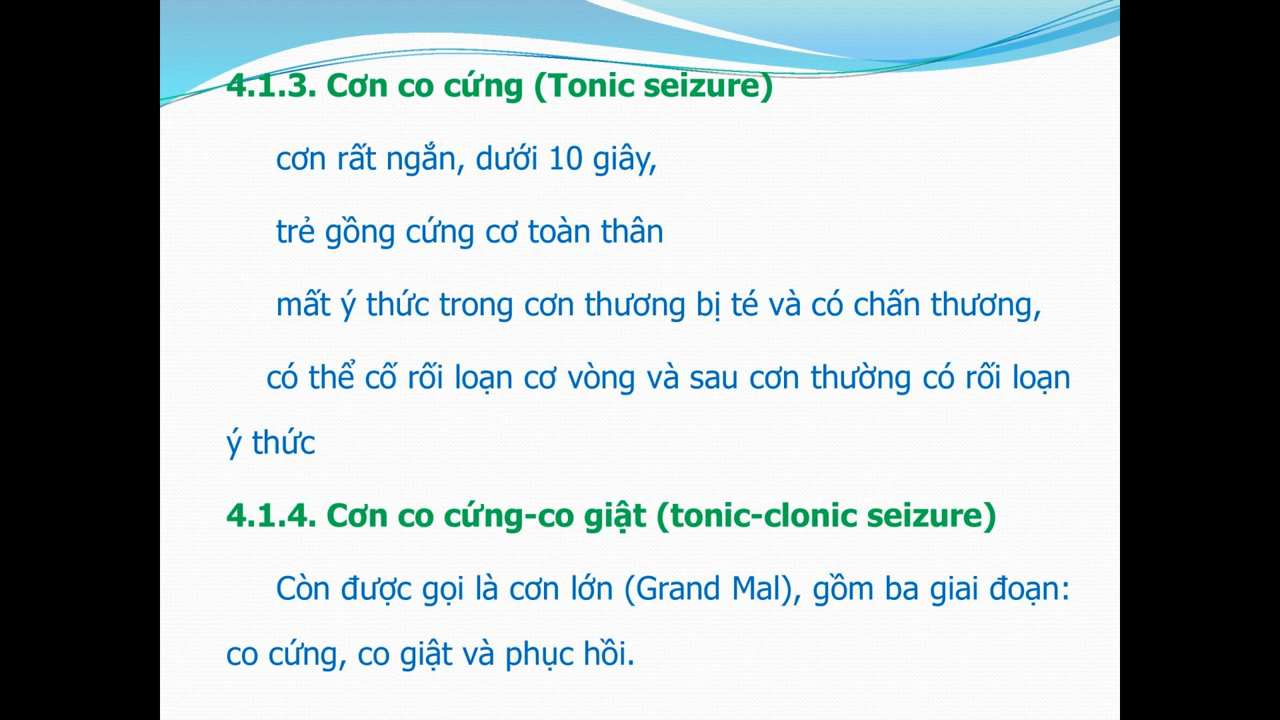 4.1.3. Cơn co cứng (Tonic seizure)
cơn rất ngắn, dưới 10 giây,
trẻ gồng cứng cơ toàn thân
mất ý thức trong cơn thương bị té và có chấn thương,
có thể cố rối loạn cơ vòng và sau cơn thường có rối loạn
ý thức
4.1.4. Cơn co cứng-co giật (tonic-clonic seizure)
Còn được gọi là cơn lớn (Grand Mal), gồm ba giai đoạn:
co cứng, co giật và phục hồi.